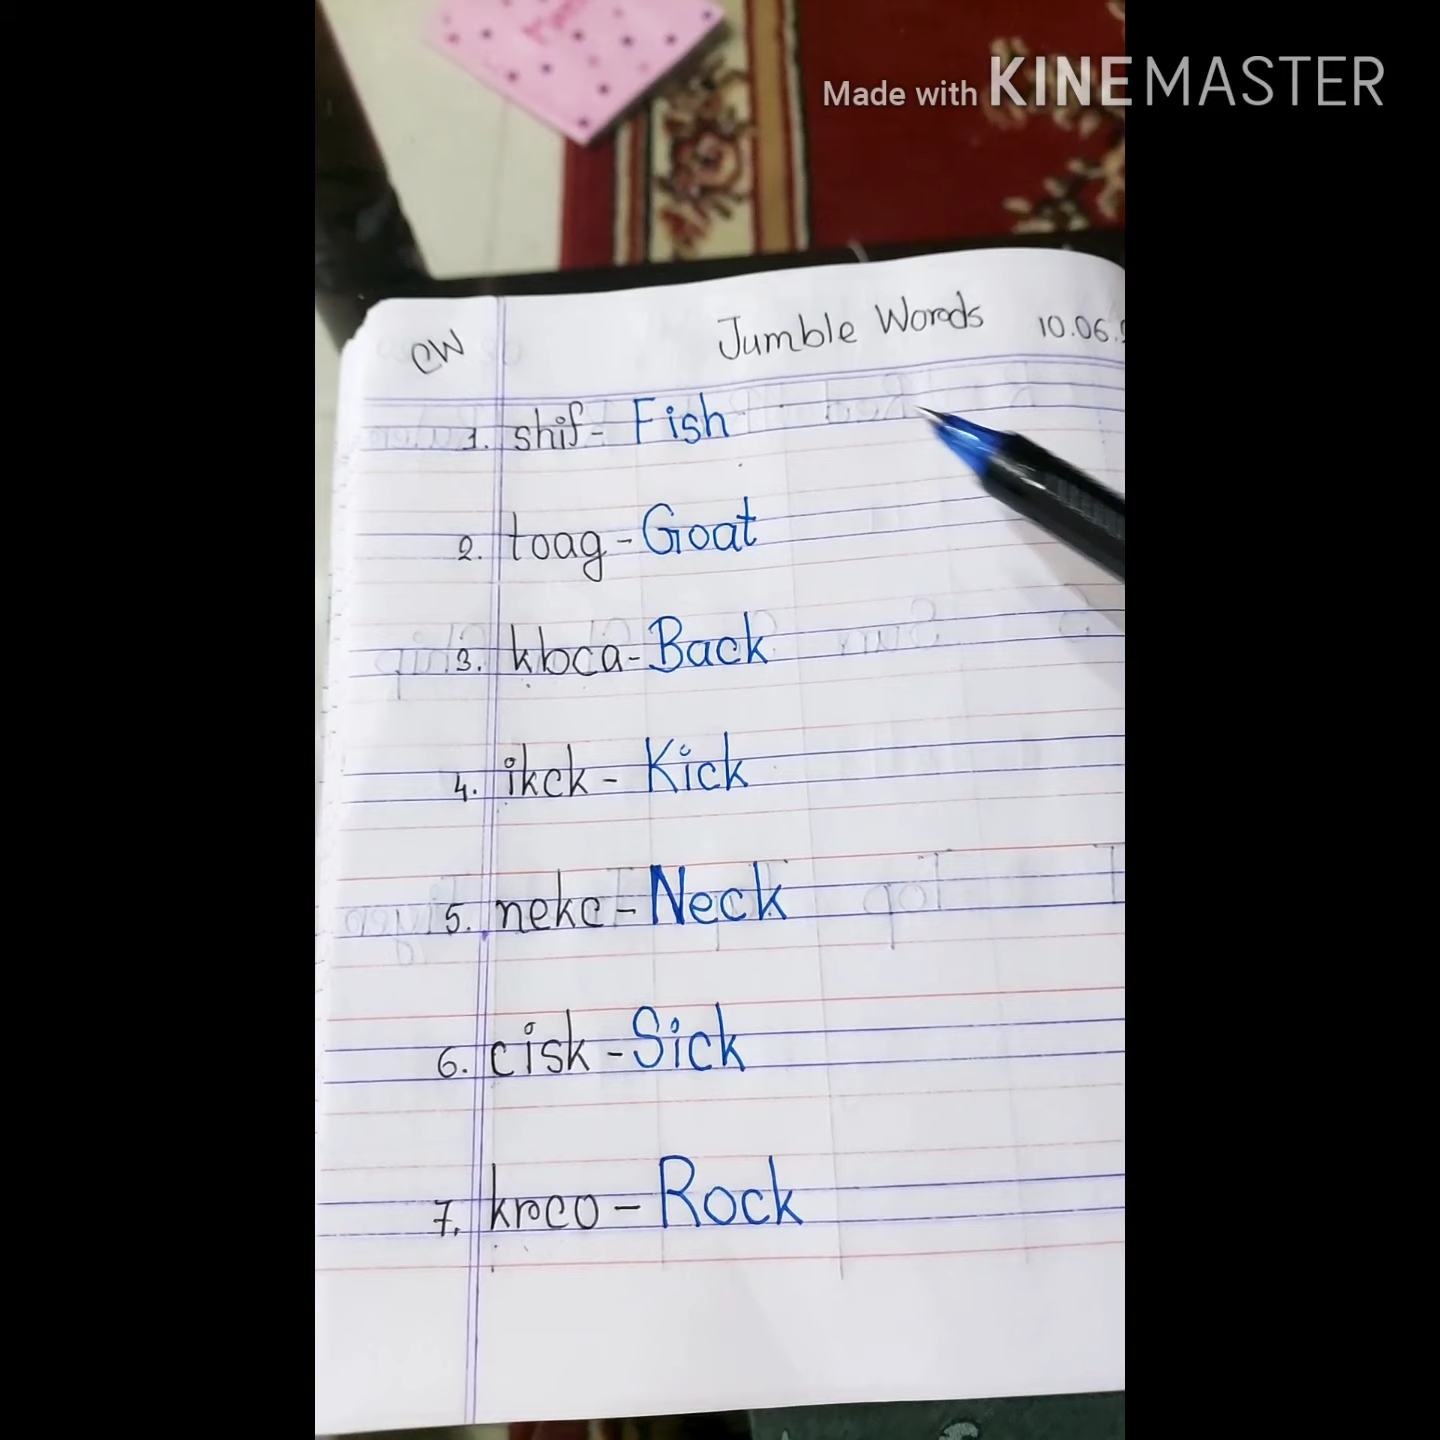 Made with KINEMASTER
CW Jumble Words 10.06.
1. shif- Fish
2. toag - Goat
3. kbca - Back
4. ikck - Kick
5. nekc - Neck
6. cisk - Sick
7. krco - Rock